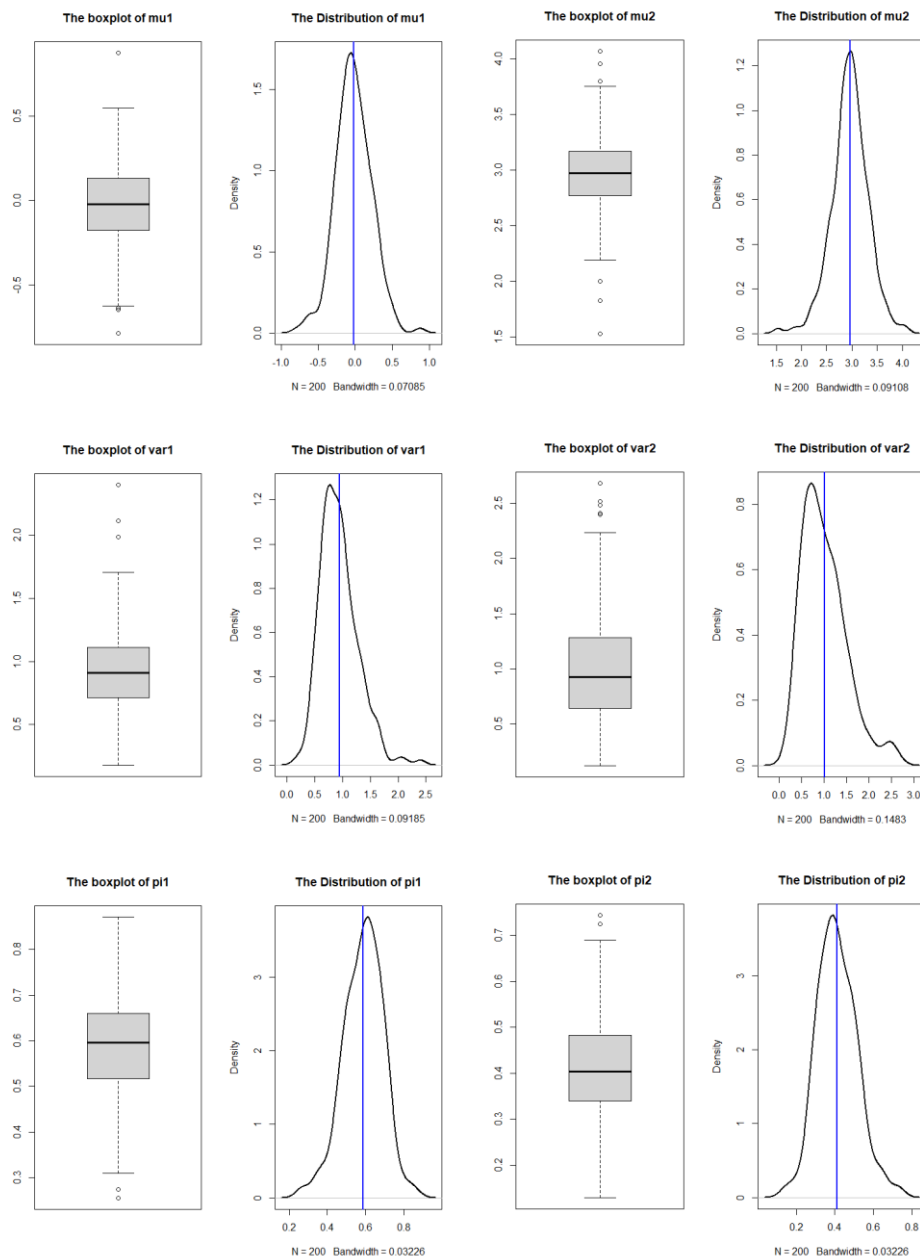 The boxplot of mu1
The Distribution of mu1
The boxplot of mu2
The Distribution of mu2
0.5
0.0
-0.5
Density
1.5
1.0
0.5
0.0
-1.0 -0.5 0.0 0.5 1.0
N = 200 Bandwidth = 0.07085
4.0
3.5
3.0
2.5
2.0
1.5
Density
1.2
1.0
0.8
0.6
0.4
0.2
0.0
1.5 2.0 2.5 3.0 3.5 4.0
N = 200 Bandwidth = 0.09108
The boxplot of var1
The Distribution of var1
The boxplot of var2
The Distribution of var2
2.0
1.5
1.0
0.5
Density
1.2
1.0
0.8
0.6
0.4
0.2
0.0
0.0 0.5 1.0 1.5 2.0 2.5
N = 200 Bandwidth = 0.09185
2.5
2.0
1.5
1.0
0.5
Density
0.8
0.6
0.4
0.2
0.0
0.0 0.5 1.0 1.5 2.0 2.5 3.0
N = 200 Bandwidth = 0.1483
The boxplot of pi1
The Distribution of pi1
The boxplot of pi2
The Distribution of pi2
0.8
0.7
0.6
0.5
0.4
0.3
Density
3
2
1
0
0.2 0.4 0.6 0.8
N = 200 Bandwidth = 0.03226
0.7
0.6
0.5
0.4
0.3
0.2
Density
3
2
1
0
0.2 0.4 0.6 0.8
N = 200 Bandwidth = 0.03226